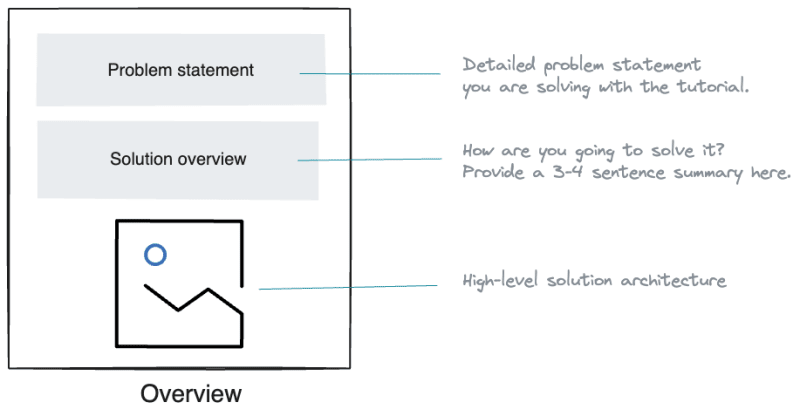 Problem statement
Detailed problem statement
you are solving with the tutorial.
Solution overview
How are you going to solve it?
Provide a 3-4 sentence summary here.
High-level solution architecture
Overview